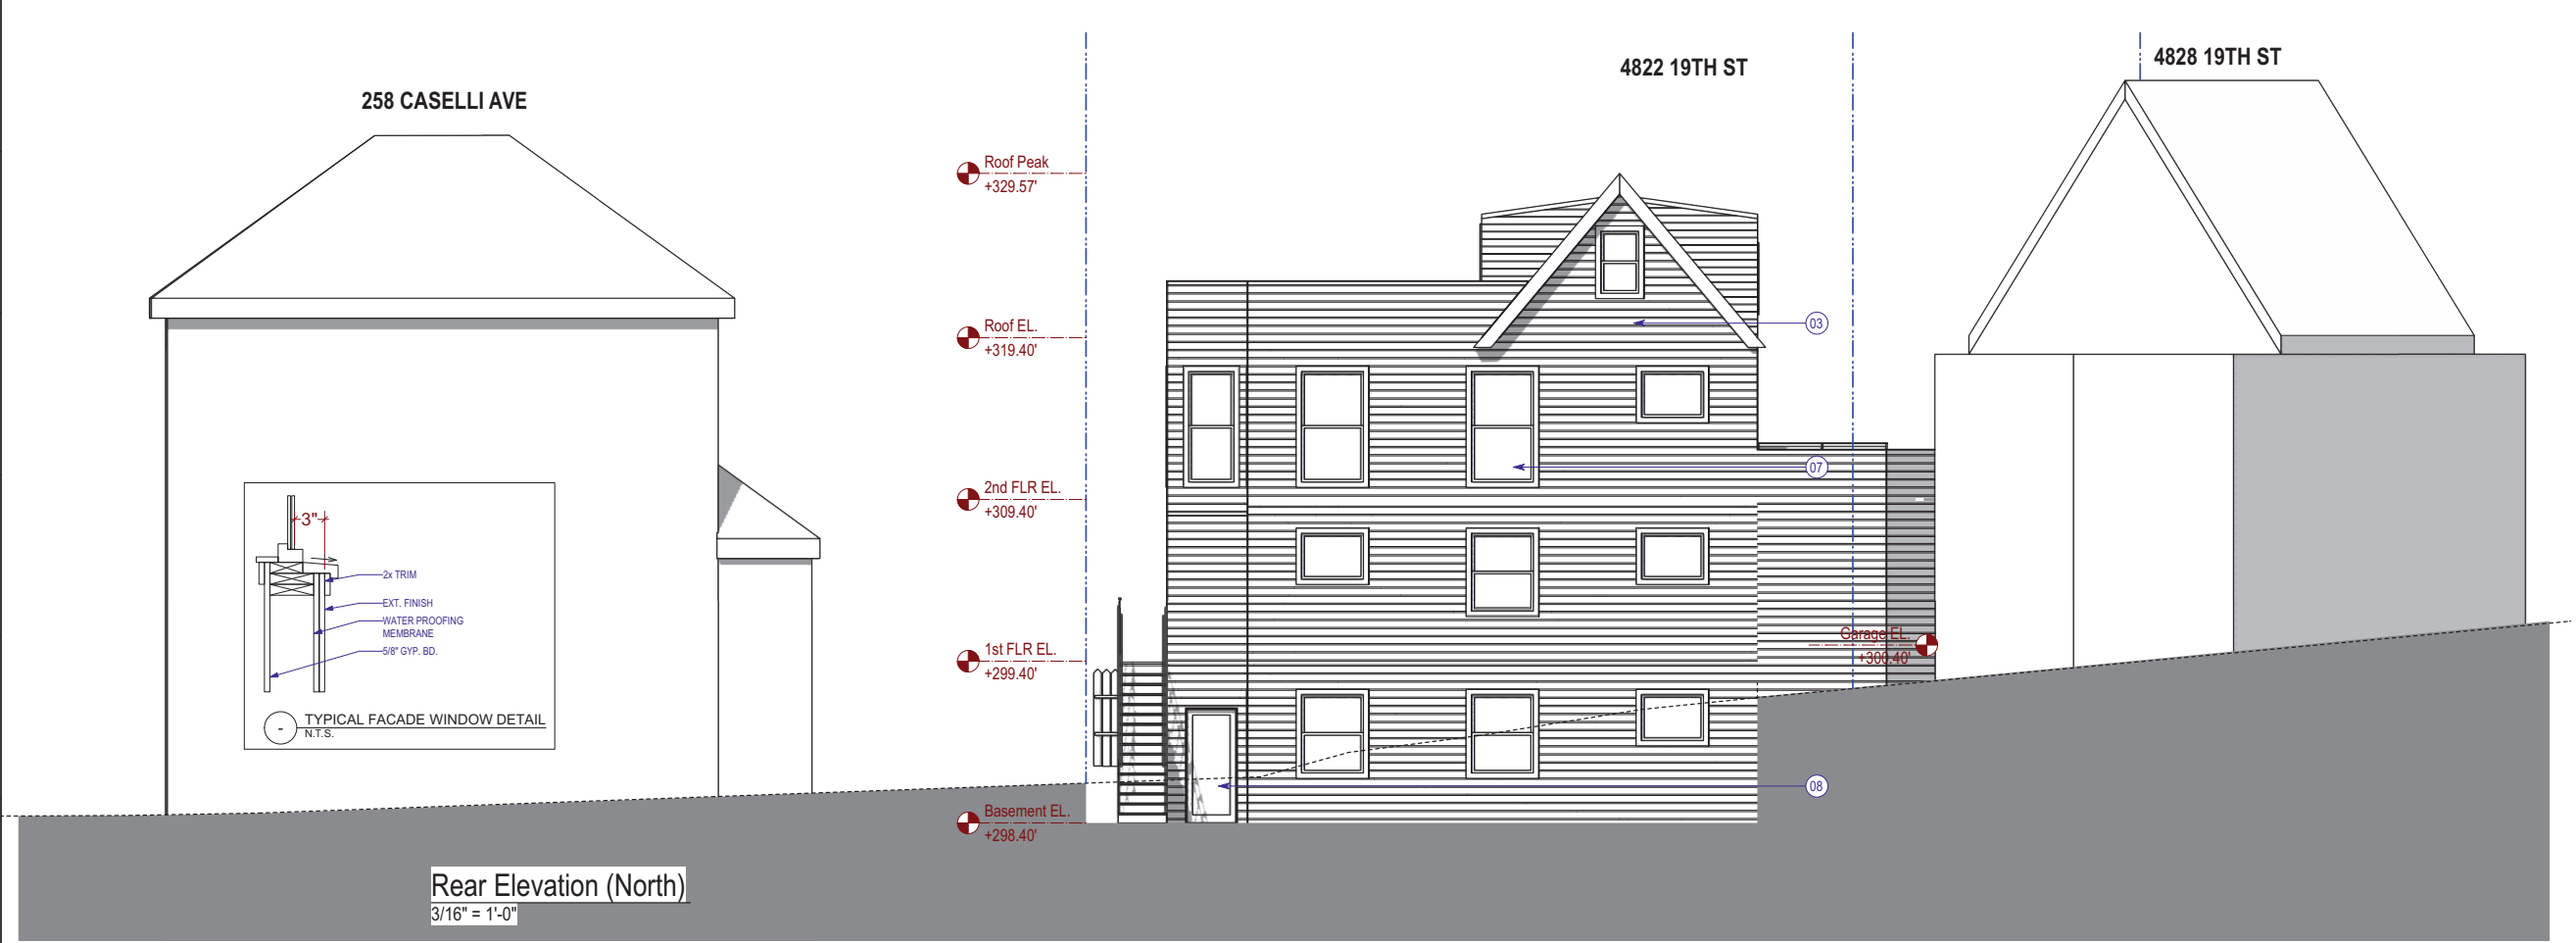 258 CASELLI AVE
4822 19TH ST
4828 19TH ST
Roof Peak
+329.57'
Roof EL.
+319.40'
03
2nd FLR EL.
+309.40'
07
1st FLR EL.
+299.40'
Garage EL.
+300.40'
08
Basement EL.
+298.40'
3"
2x TRIM
EXT. FINISH
WATER PROOFING
MEMBRANE
5/8" GYP. BD.
-
TYPICAL FACADE WINDOW DETAIL
N.T.S.
Rear Elevation (North)
3/16" = 1'-0"